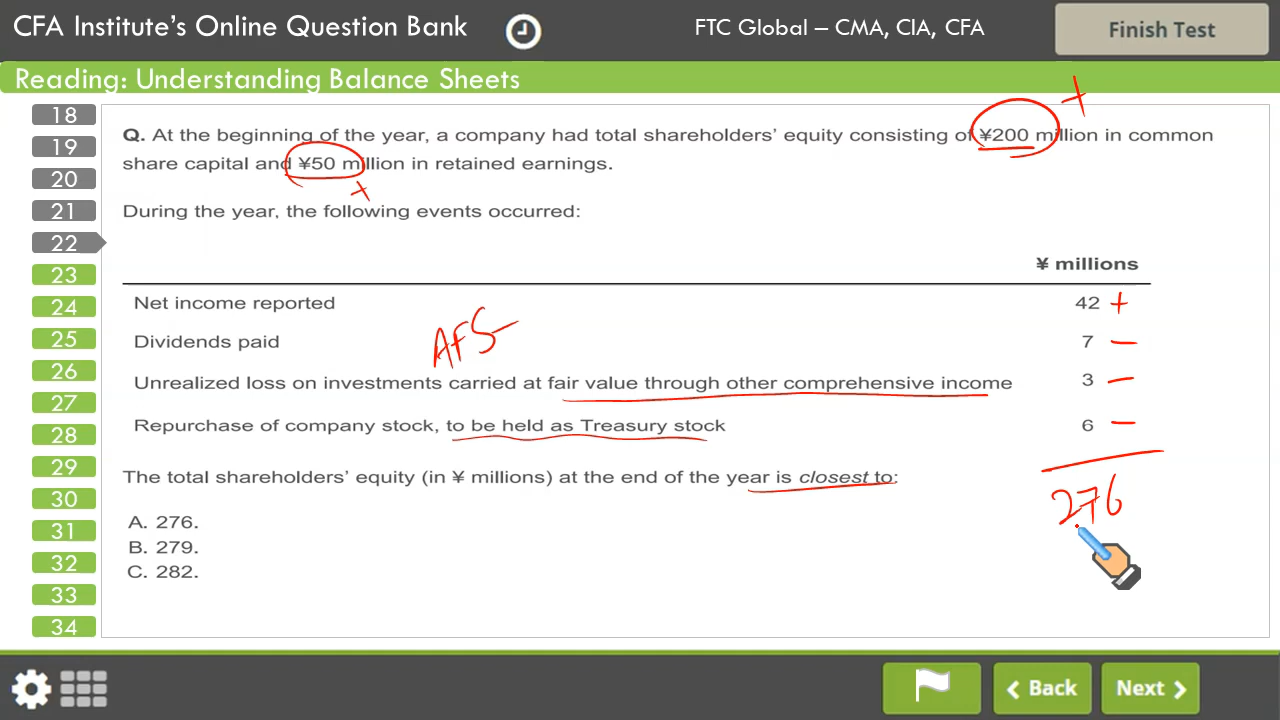 CFA Institute's Online Question Bank
FTC Global – CMA, CIA, CFA
Finish Test
Reading: Understanding Balance Sheets
18
19
20
21
22
23
24
25
26
27
28
29
30
31
32
33
34
Q. At the beginning of the year, a company had total shareholders' equity consisting of ¥200 million in common
share capital and ¥50 million in retained earnings.
+
+
During the year, the following events occurred:
¥ millions
Net income reported 42 +
AFS
Dividends paid 7 –
Unrealized loss on investments carried at fair value through other comprehensive income 3 –
Repurchase of company stock, to be held as Treasury stock 6 –
276
The total shareholders' equity (in ¥ millions) at the end of the year is closest to:
A. 276.
B. 279.
C. 282.
Back
Next